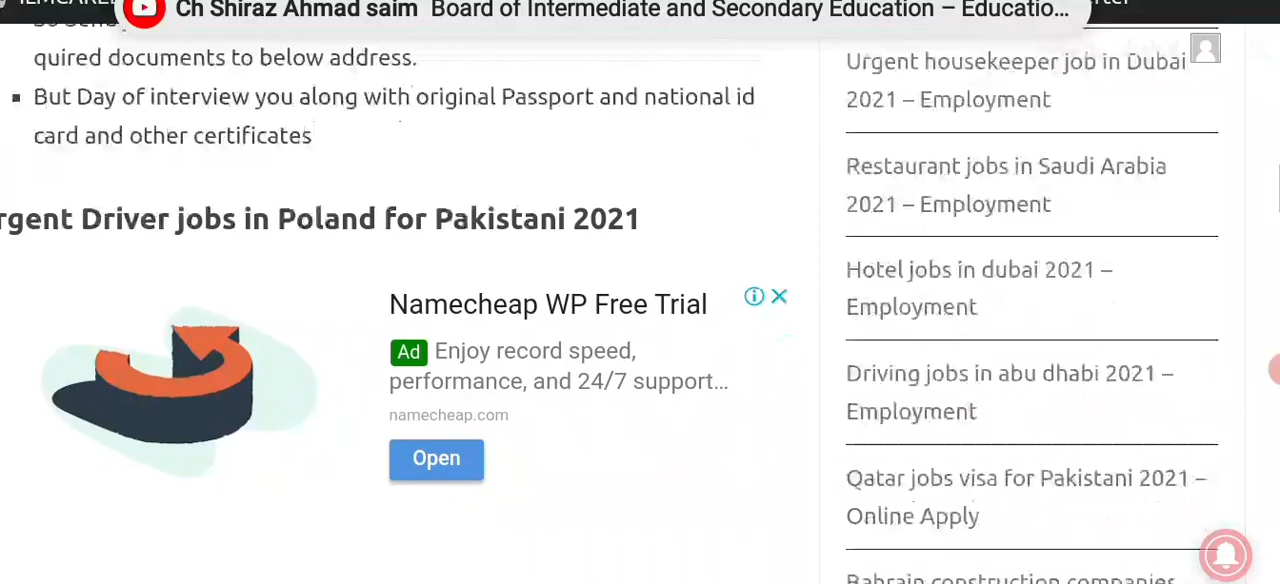 Ch Shiraz Ahmad saim Board of Intermediate and Secondary Education – Educatio...
quired documents to below address.
But Day of interview you along with original Passport and national id
card and other certificates
rgent Driver jobs in Poland for Pakistani 2021
Namecheap WP Free Trial
Ad Enjoy record speed,
performance, and 24/7 support...
namecheap.com
Open
Urgent housekeeper job in Dubai
2021 – Employment
Restaurant jobs in Saudi Arabia
2021 – Employment
Hotel jobs in dubai 2021 –
Employment
Driving jobs in abu dhabi 2021 –
Employment
Qatar jobs visa for Pakistani 2021 –
Online Apply
Bahrain construction companies